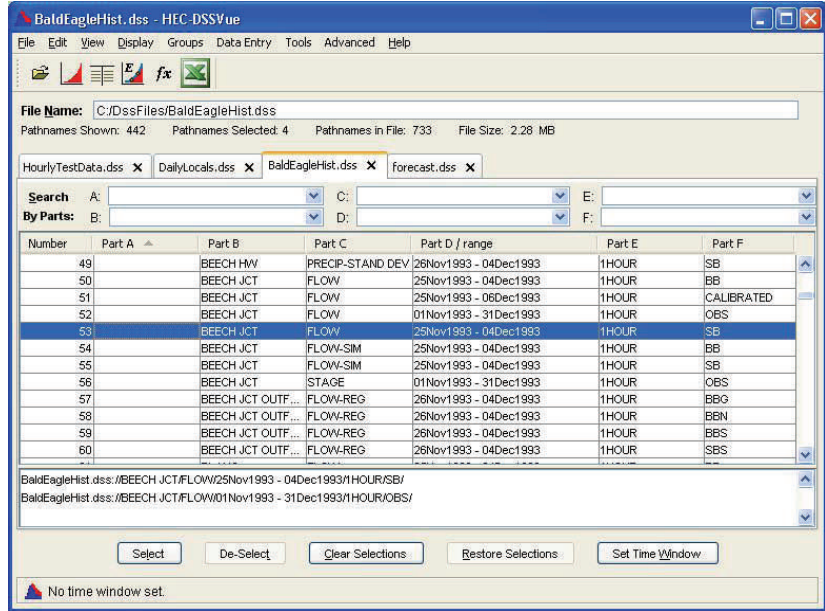 BaldEagleHist.dss - HEC-DSSVue
File Edit View Display Groups Data Entry Tools Advanced Help
E fx
File Name: C:/DssFiles/BaldEagleHist.dss
Pathnames Shown: 442 Pathnames Selected: 4 Pathnames in File: 733 File Size: 2.28 MB
HourlyTestData.dss DailyLocals.dss BaldEagleHist.dss forecast.dss
Search A: C: E:
By Parts: B: D: F:
Number Part A Part B Part C Part D / range Part E Part F
49 BEECH HW PRECIP-STAND DEV 26Nov1993 - 04Dec1993 1HOUR SB
50 BEECH JCT FLOW 25Nov1993 - 04Dec1993 1HOUR BB
51 BEECH JCT FLOW 25Nov1993 - 06Dec1993 1HOUR CALIBRATED
52 BEECH JCT FLOW 01Nov1993 - 31Dec1993 1HOUR OBS
53 BEECH JCT FLOW 25Nov1993 - 04Dec1993 1HOUR SB
54 BEECH JCT FLOW-SIM 25Nov1993 - 04Dec1993 1HOUR BB
55 BEECH JCT FLOW-SIM 25Nov1993 - 04Dec1993 1HOUR SB
56 BEECH JCT STAGE 01Nov1993 - 31Dec1993 1HOUR OBS
57 BEECH JCT OUTF... FLOW-REG 26Nov1993 - 04Dec1993 1HOUR BBG
58 BEECH JCT OUTF... FLOW-REG 26Nov1993 - 04Dec1993 1HOUR BBN
59 BEECH JCT OUTF... FLOW-REG 26Nov1993 - 04Dec1993 1HOUR BBS
60 BEECH JCT OUTF... FLOW-REG 26Nov1993 - 04Dec1993 1HOUR SBS
BaldEagleHist.dss://BEECH JCT/FLOW/25Nov1993 - 04Dec1993/1HOUR/SB/
BaldEagleHist.dss://BEECH JCT/FLOW/01Nov1993 - 31Dec1993/1HOUR/OBS/
Select De-Select Clear Selections Restore Selections Set Time Window
No time window set.